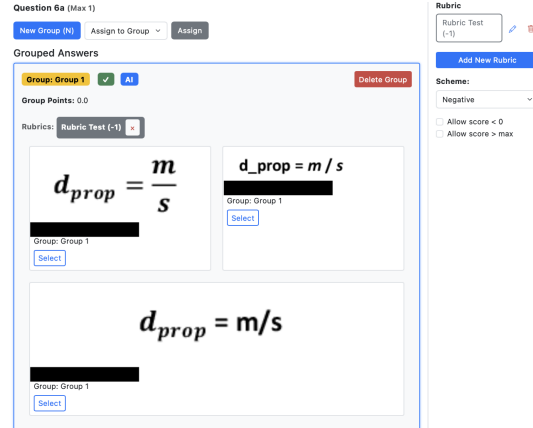 Question 6a (Max 1)
New Group (N) Assign to Group Assign
Grouped Answers
Group: Group 1 ✓ AI Delete Group
Group Points: 0.0
Rubrics: Rubric Test (-1) ×
d_prop = m/s
Group: Group 1
Select
d_prop = m / s
Group: Group 1
Select
d_prop = m/s
Group: Group 1
Select
Rubric
Rubric Test
(-1)
Add New Rubric
Scheme:
Negative
Allow score < 0
Allow score > max